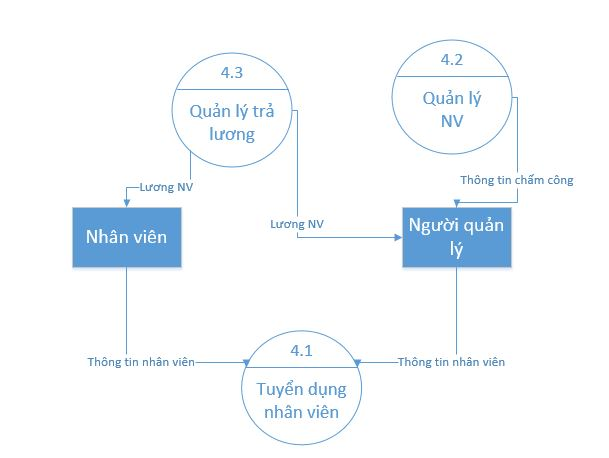 4.3
Quản lý trả
lương
4.2
Quản lý
NV
Lương NV
Thông tin chấm công
Nhân viên
Lương NV
Người quản
lý
4.1
Thông tin nhân viên
Thông tin nhân viên
Tuyển dụng
nhân viên